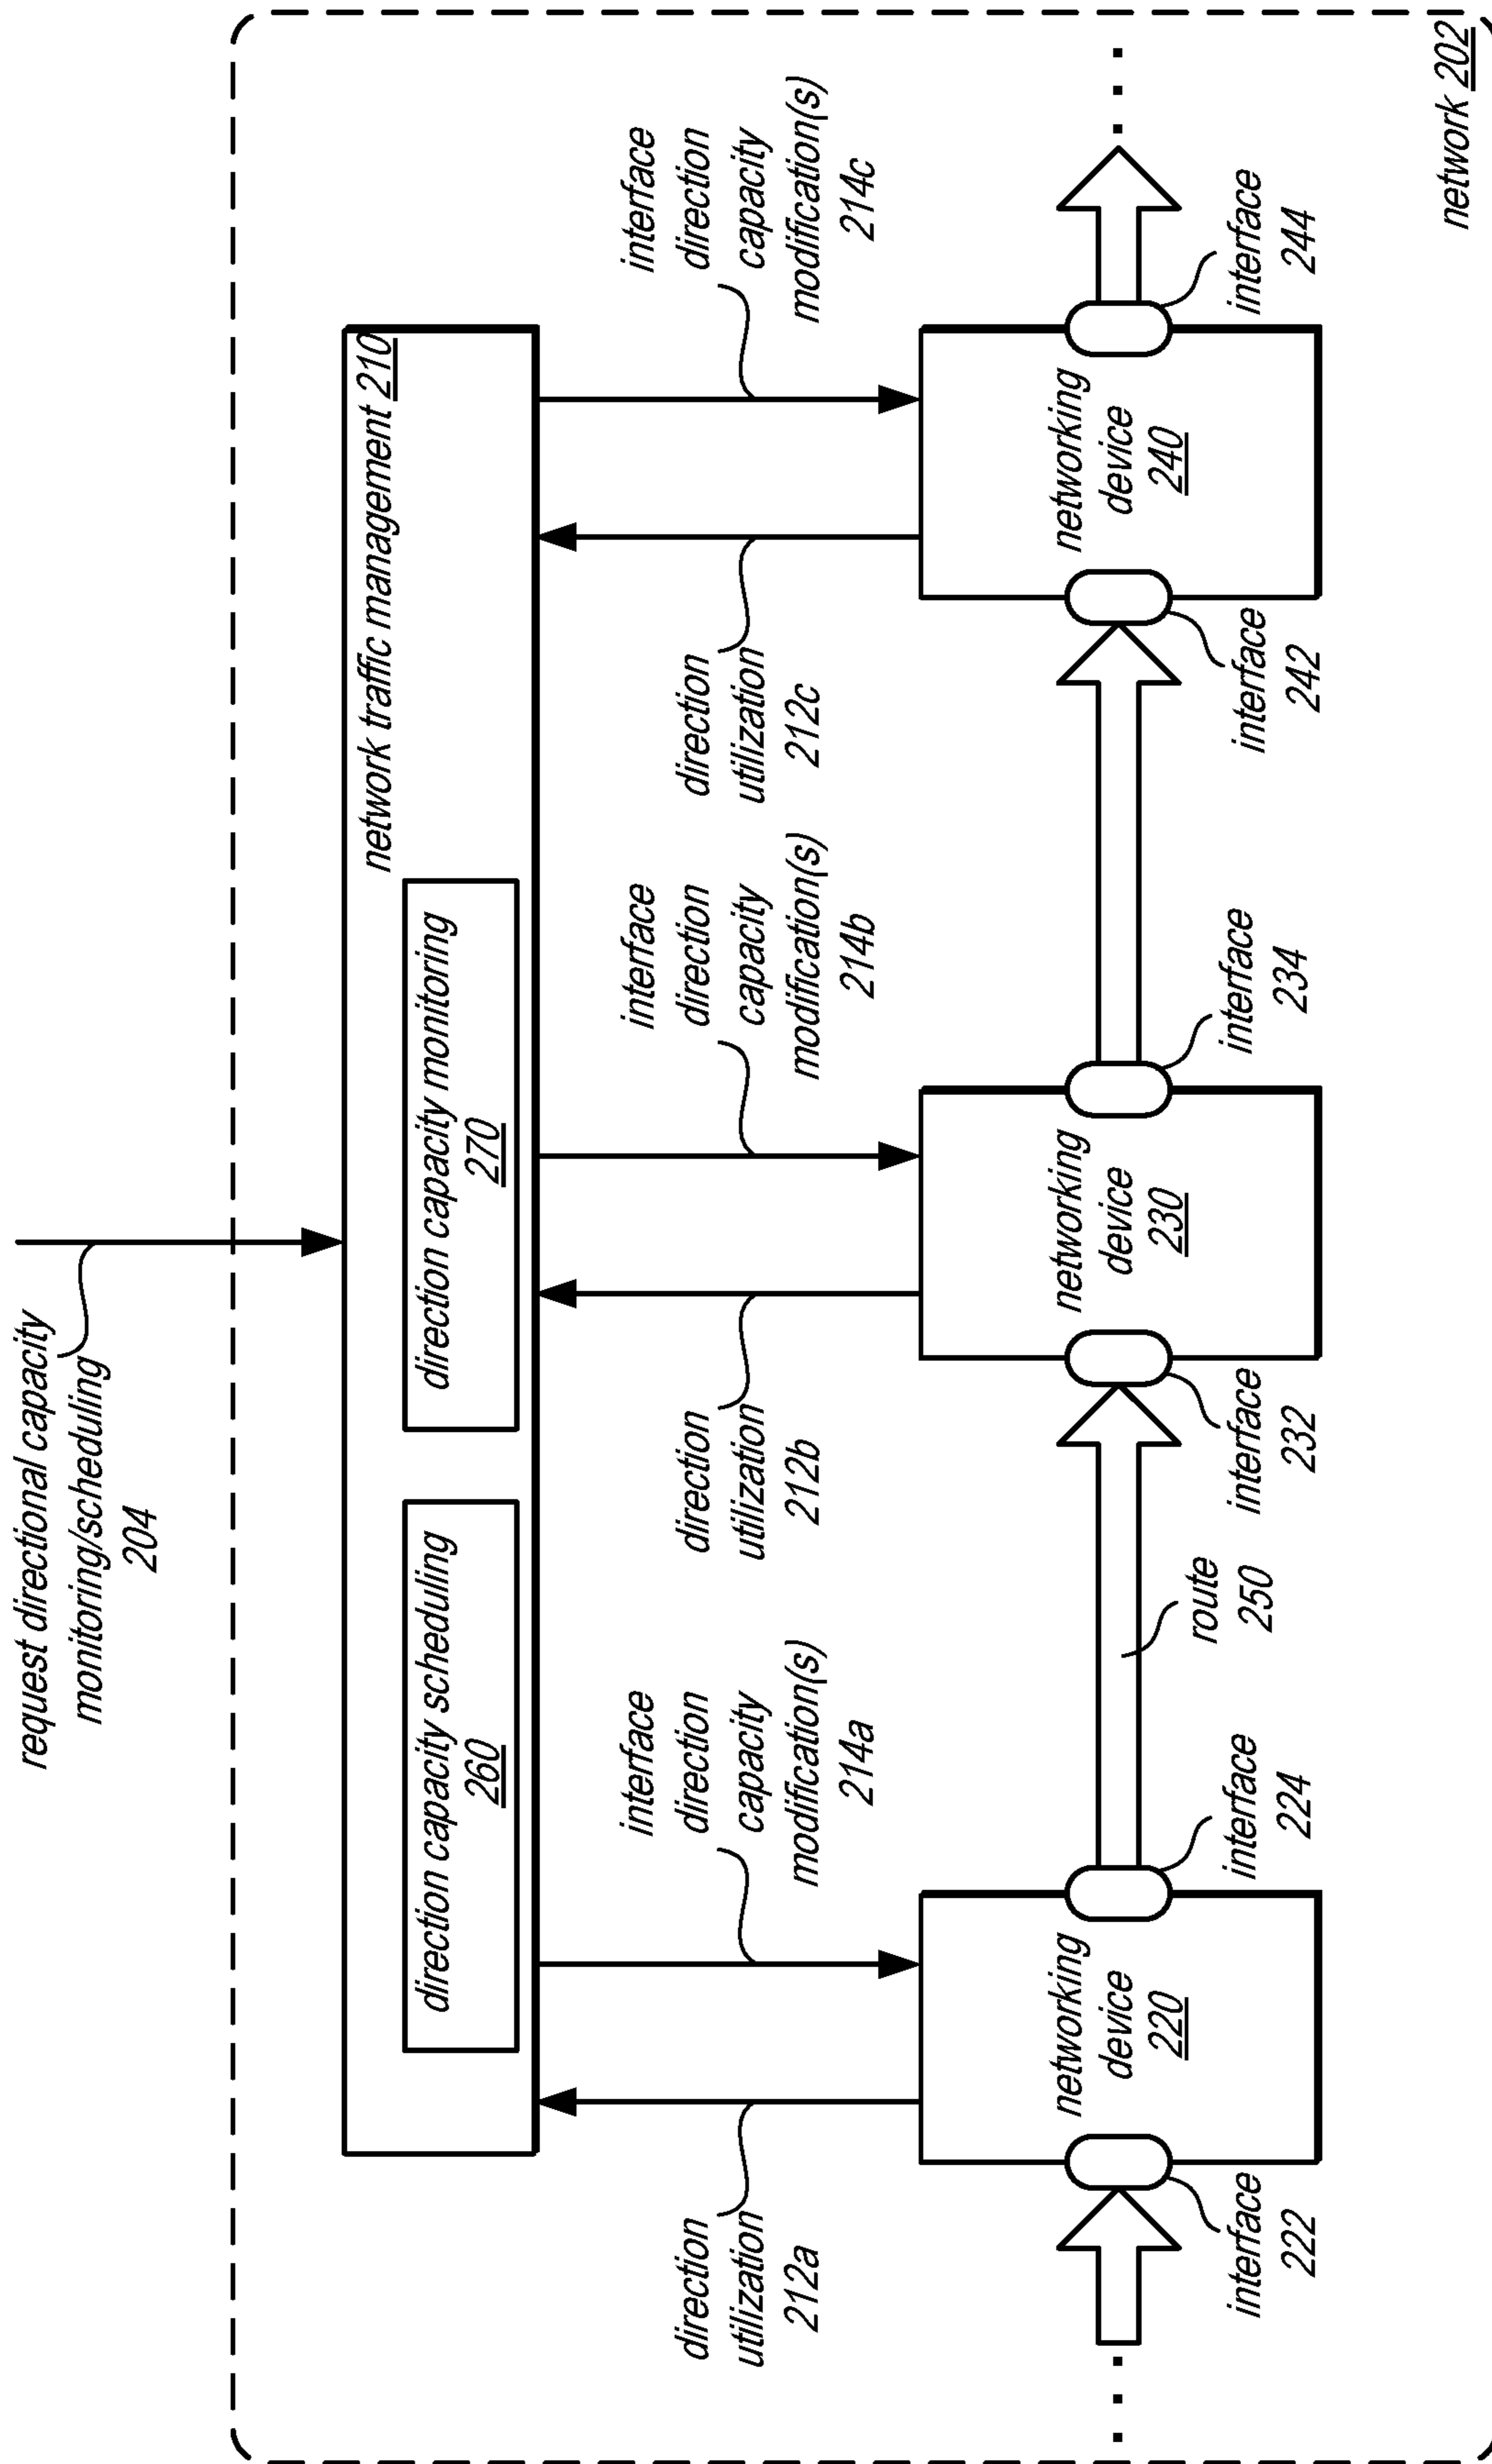 request directional capacity
monitoring/scheduling
204
network traffic management 210
direction capacity scheduling
260
direction capacity monitoring
270
direction
utilization
212a
interface
direction
capacity
modification(s)
214a
direction
utilization
212b
interface
direction
capacity
modification(s)
214b
direction
utilization
212c
interface
direction
capacity
modification(s)
214c
networking
device
220
networking
device
230
networking
device
240
interface
222
interface
224
route
250
interface
232
interface
234
interface
242
interface
244
network 202